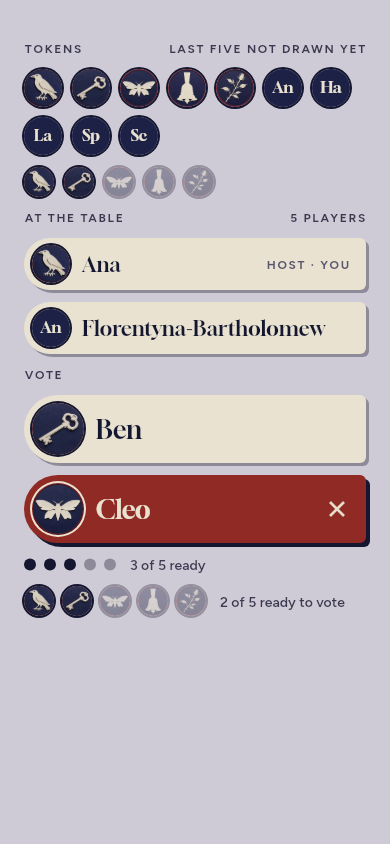 TOKENS LAST FIVE NOT DRAWN YET
An Ha
La Sp Sc
AT THE TABLE 5 PLAYERS
Ana HOST · YOU
An Florentyna-Bartholomew
VOTE
Ben
Cleo ✕
3 of 5 ready
2 of 5 ready to vote